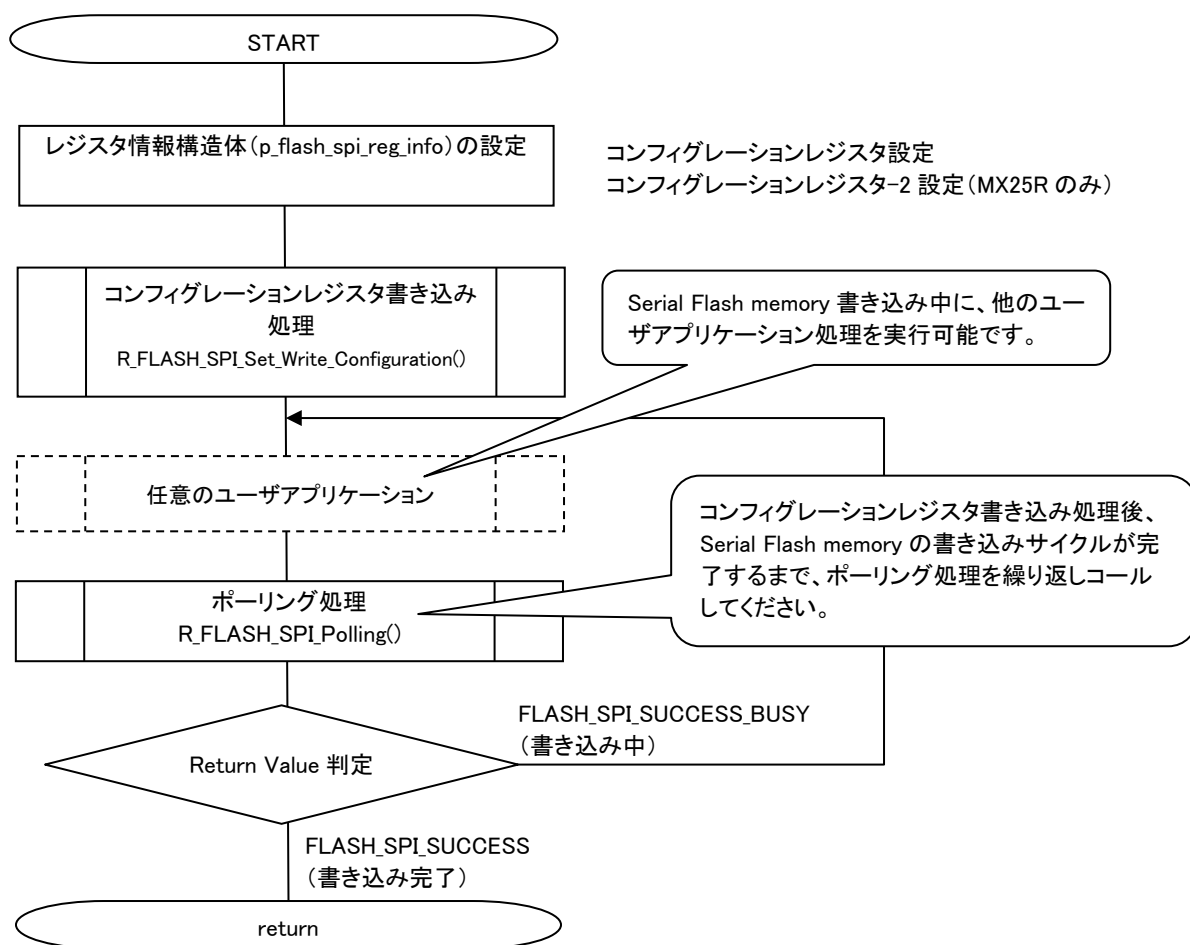 START
レジスタ情報構造体（p_flash_spi_reg_info）の設定
コンフィグレーションレジスタ設定
コンフィグレーションレジスタ-2 設定（MX25R のみ）
コンフィグレーションレジスタ書き込み
処理
R_FLASH_SPI_Set_Write_Configuration()
Serial Flash memory 書き込み中に、他のユー
ザアプリケーション処理を実行可能です。
任意のユーザアプリケーション
コンフィグレーションレジスタ書き込み処理後、
Serial Flash memory の書き込みサイクルが完
了するまで、ポーリング処理を繰り返しコール
してください。
ポーリング処理
R_FLASH_SPI_Polling()
FLASH_SPI_SUCCESS_BUSY
（書き込み中）
Return Value 判定
FLASH_SPI_SUCCESS
（書き込み完了）
return